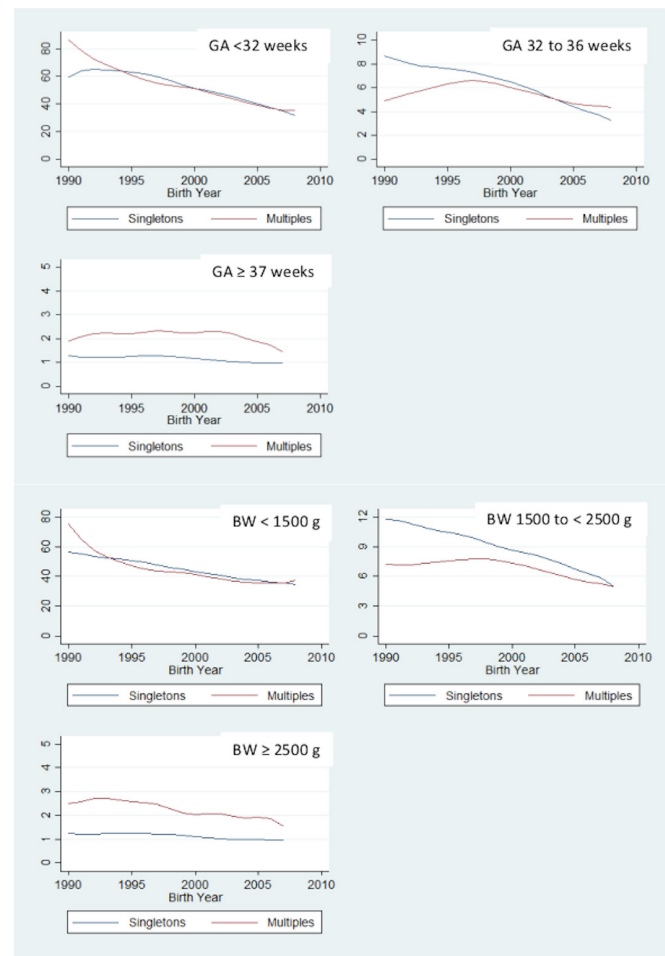 GA <32 weeks
80
60
40
20
0
1990 1995 2000 2005 2010
Birth Year
Singletons Multiples
GA 32 to 36 weeks
10
8
6
4
2
0
1990 1995 2000 2005 2010
Birth Year
Singletons Multiples
GA ≥ 37 weeks
5
4
3
2
1
0
1990 1995 2000 2005 2010
Birth Year
Singletons Multiples
BW < 1500 g
80
60
40
20
0
1990 1995 2000 2005 2010
Birth Year
Singletons Multiples
BW 1500 to < 2500 g
12
9
6
3
0
1990 1995 2000 2005 2010
Birth Year
Singletons Multiples
BW ≥ 2500 g
5
4
3
2
1
0
1990 1995 2000 2005 2010
Birth Year
Singletons Multiples